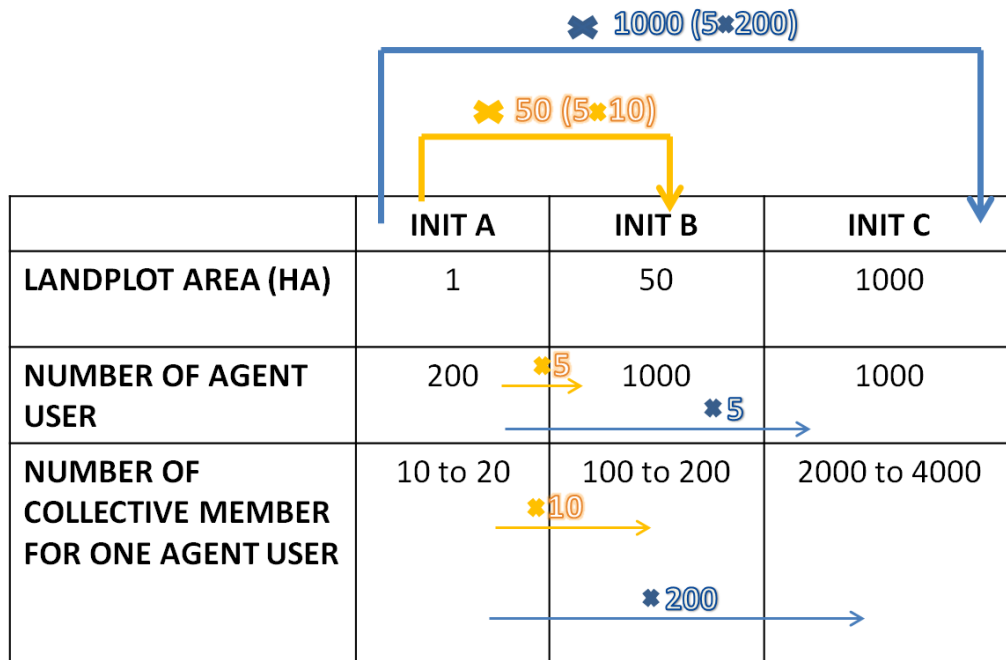 ✖ 1000 (5✖200)
✖ 50 (5✖10)
INIT A INIT B INIT C
LANDPLOT AREA (HA) 1 50 1000
NUMBER OF AGENT 200 ✖5 1000 1000
USER ✖5
NUMBER OF 10 to 20 100 to 200 2000 to 4000
COLLECTIVE MEMBER ✖10
FOR ONE AGENT USER
✖200